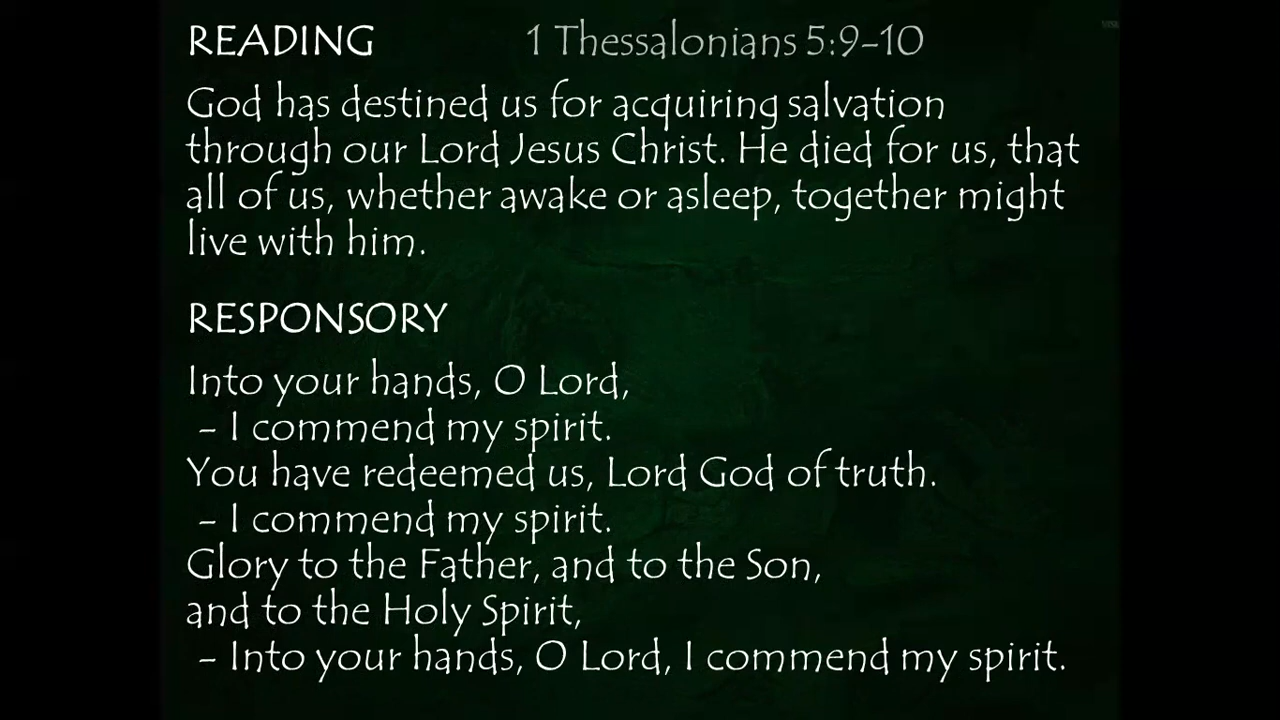 READING 1 Thessalonians 5:9-10
God has destined us for acquiring salvation
through our Lord Jesus Christ. He died for us, that
all of us, whether awake or asleep, together might
live with him.
RESPONSORY
Into your hands, O Lord,
- I commend my spirit.
You have redeemed us, Lord God of truth.
- I commend my spirit.
Glory to the Father, and to the Son,
and to the Holy Spirit,
- Into your hands, O Lord, I commend my spirit.